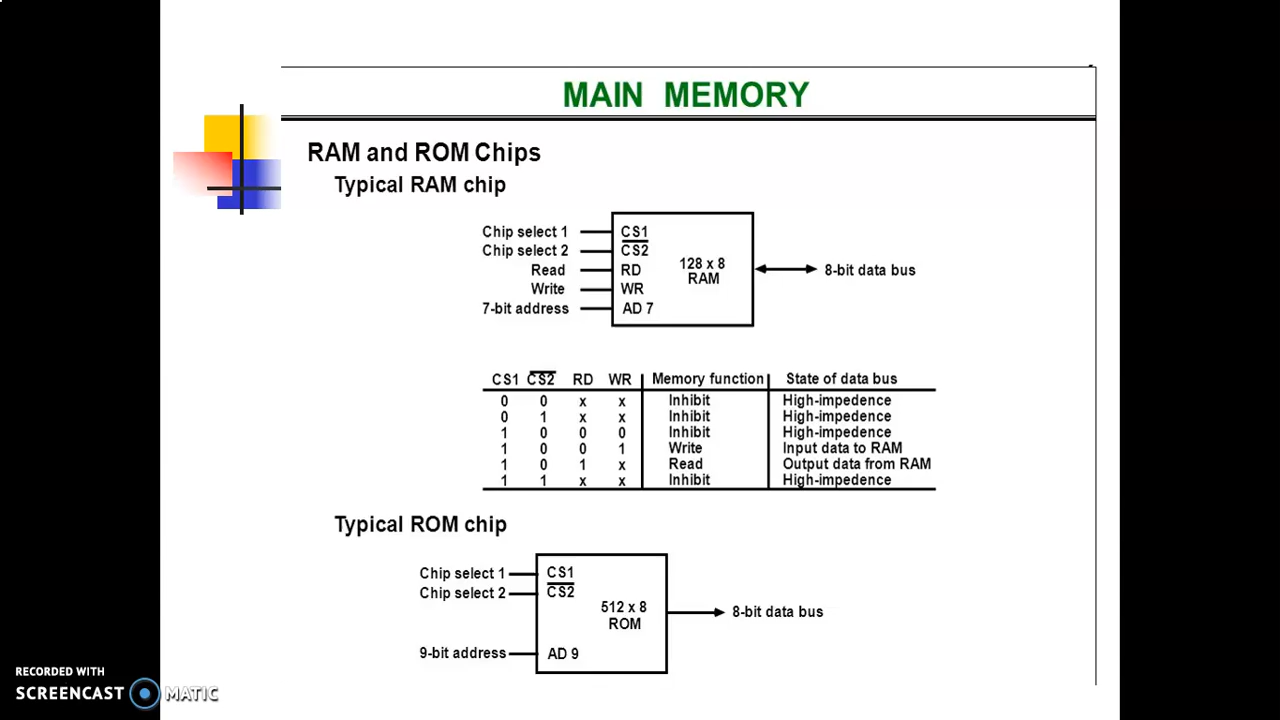 MAIN MEMORY
RAM and ROM Chips
Typical RAM chip
Chip select 1 CS1
Chip select 2 CS2
Read RD
Write WR
7-bit address AD 7
128 x 8
RAM
8-bit data bus
CS1 CS2 RD WR Memory function State of data bus
0 0 x x Inhibit High-impedence
0 1 x x Inhibit High-impedence
1 0 0 0 Inhibit High-impedence
1 0 0 1 Write Input data to RAM
1 0 1 x Read Output data from RAM
1 1 x x Inhibit High-impedence
Typical ROM chip
Chip select 1 CS1
Chip select 2 CS2
512 x 8
ROM
8-bit data bus
9-bit address AD 9
RECORDED WITH
SCREENCAST MATIC